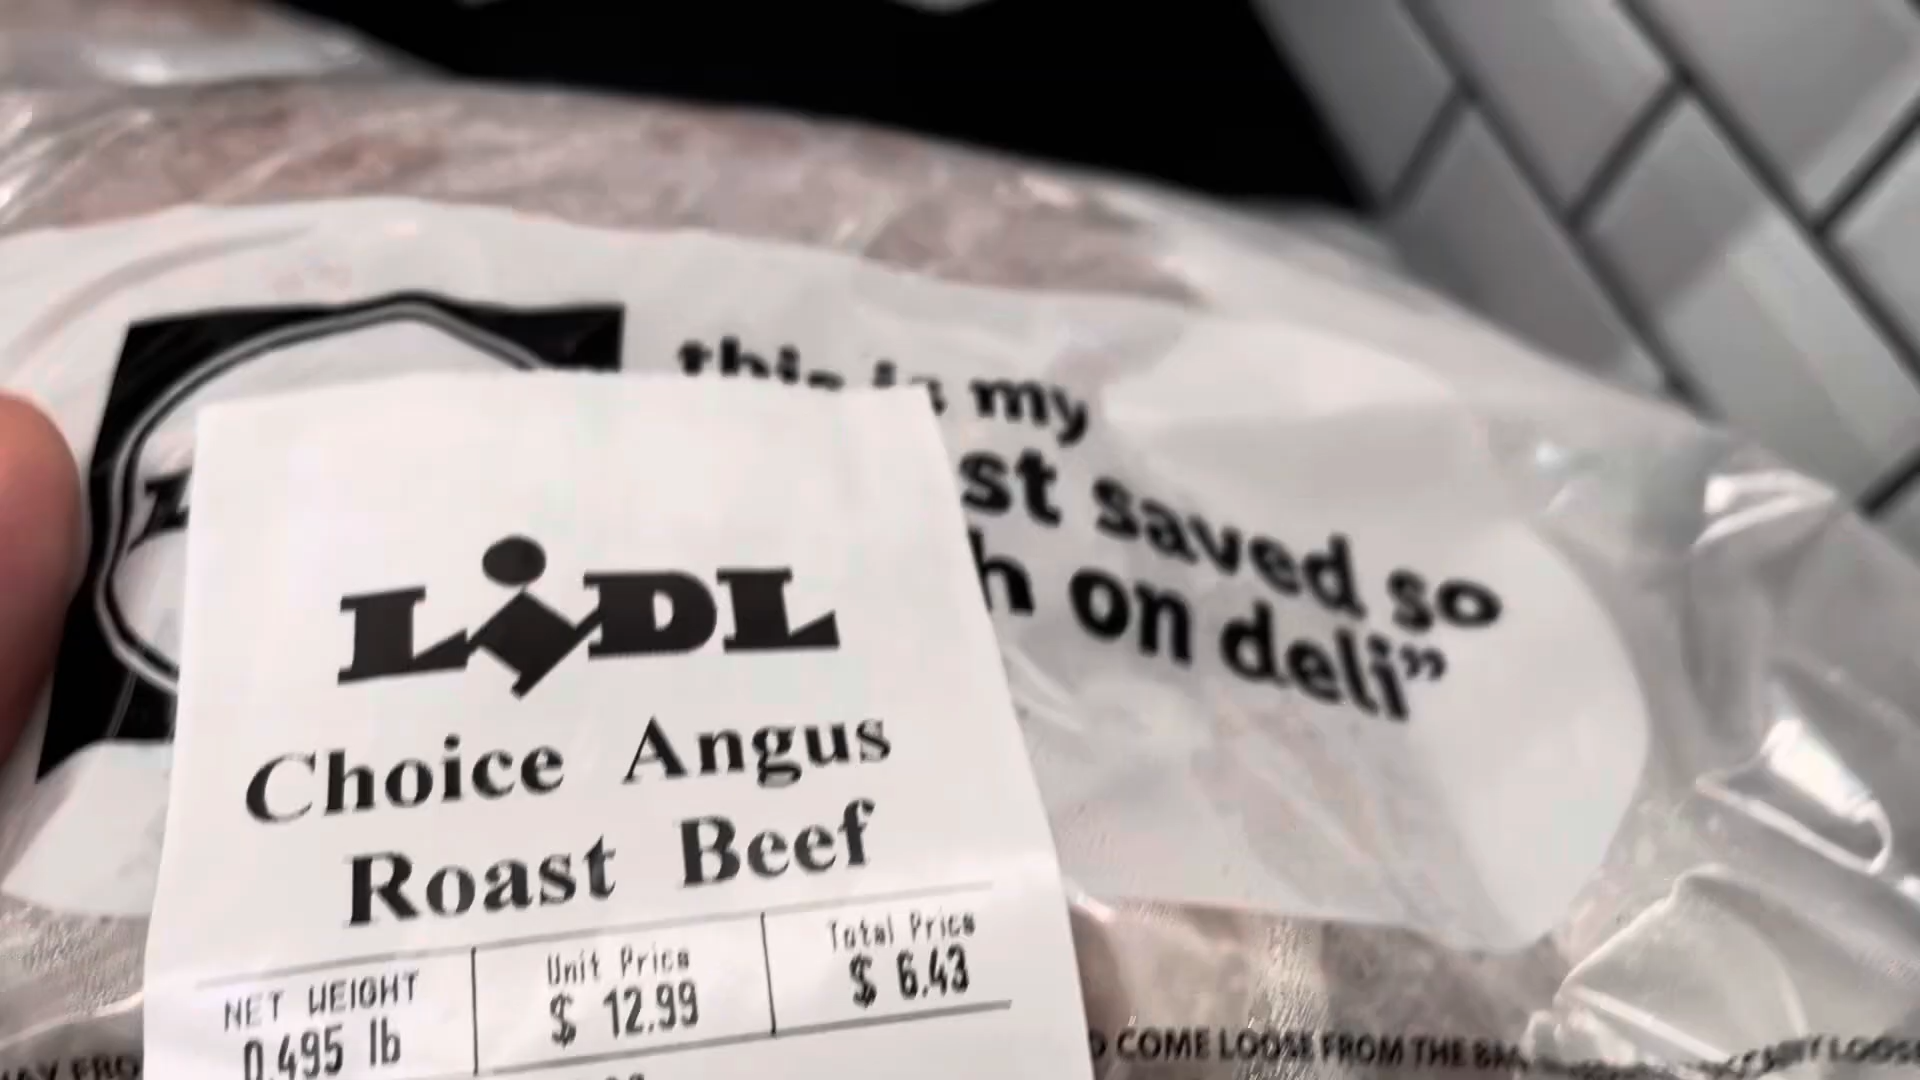 this is my
st saved so
h on deli”
LiDL
Choice Angus
Roast Beef
NET WEIGHT
0.495 lb
Unit Price
$ 12.99
Total Price
$ 6.43
COME LOOSE FROM THE